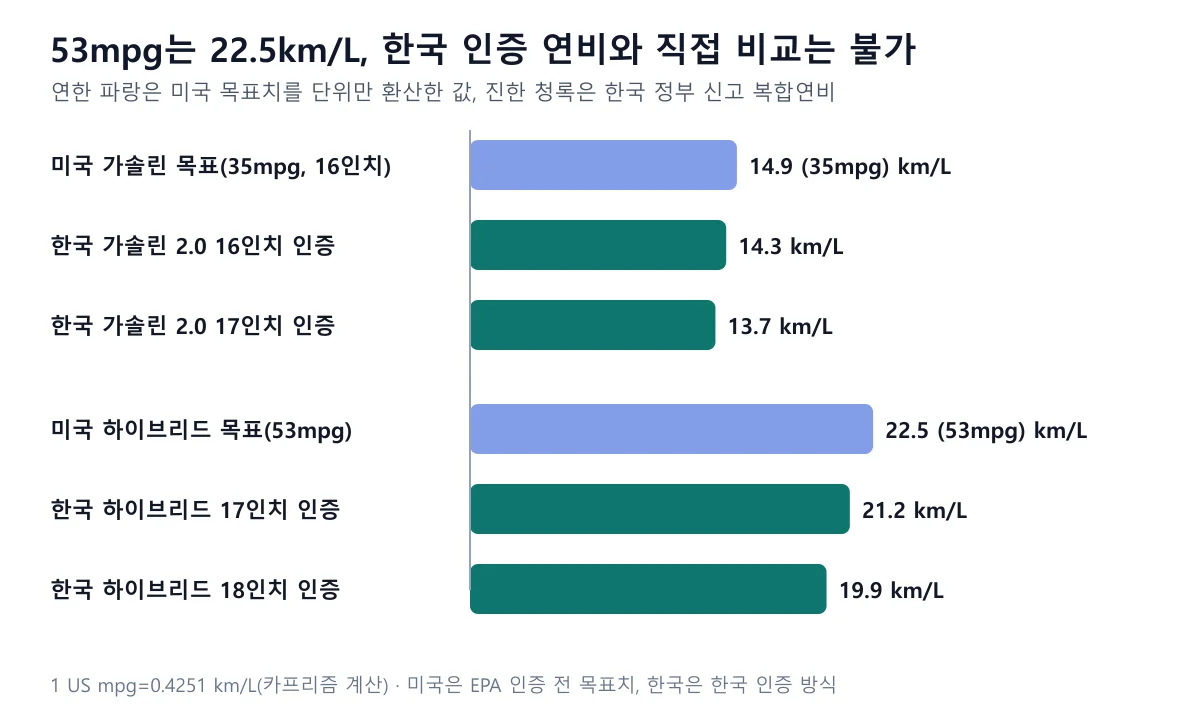 53mpg는 22.5km/L, 한국 인증 연비와 직접 비교는 불가
연한 파랑은 미국 목표치를 단위만 환산한 값, 진한 청록은 한국 정부 신고 복합연비
미국 가솔린 목표(35mpg, 16인치)
14.9 (35mpg) km/L
한국 가솔린 2.0 16인치 인증
14.3 km/L
한국 가솔린 2.0 17인치 인증
13.7 km/L
미국 하이브리드 목표(53mpg)
22.5 (53mpg) km/L
한국 하이브리드 17인치 인증
21.2 km/L
한국 하이브리드 18인치 인증
19.9 km/L
1 US mpg=0.4251 km/L(카프리즘 계산) · 미국은 EPA 인증 전 목표치, 한국은 한국 인증 방식